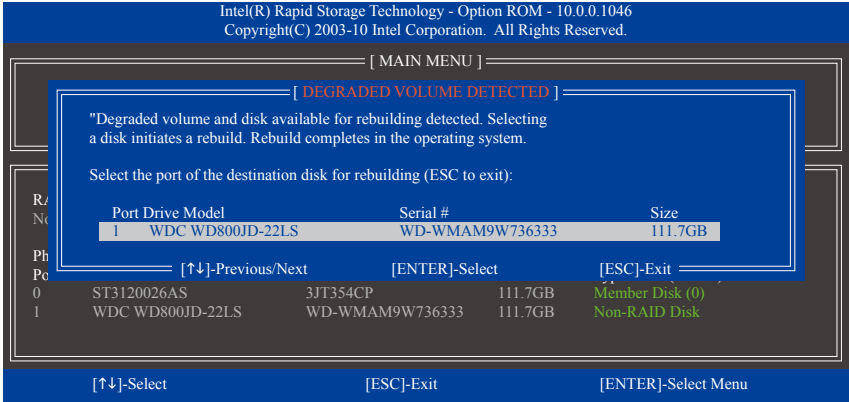 Intel(R) Rapid Storage Technology - Option ROM - 10.0.0.1046
Copyright(C) 2003-10 Intel Corporation.  All Rights Reserved.
[ MAIN MENU ]
[ DEGRADED VOLUME DETECTED ]
"Degraded volume and disk available for rebuilding detected. Selecting
a disk initiates a rebuild. Rebuild completes in the operating system.
Select the port of the destination disk for rebuilding (ESC to exit):
Port Drive Model Serial # Size
1 WDC WD800JD-22LS WD-WMAM9W736333 111.7GB
[↑↓]-Previous/Next [ENTER]-Select [ESC]-Exit
0 ST3120026AS 3JT354CP 111.7GB Member Disk (0)
1 WDC WD800JD-22LS WD-WMAM9W736333 111.7GB Non-RAID Disk
[↑↓]-Select [ESC]-Exit [ENTER]-Select Menu